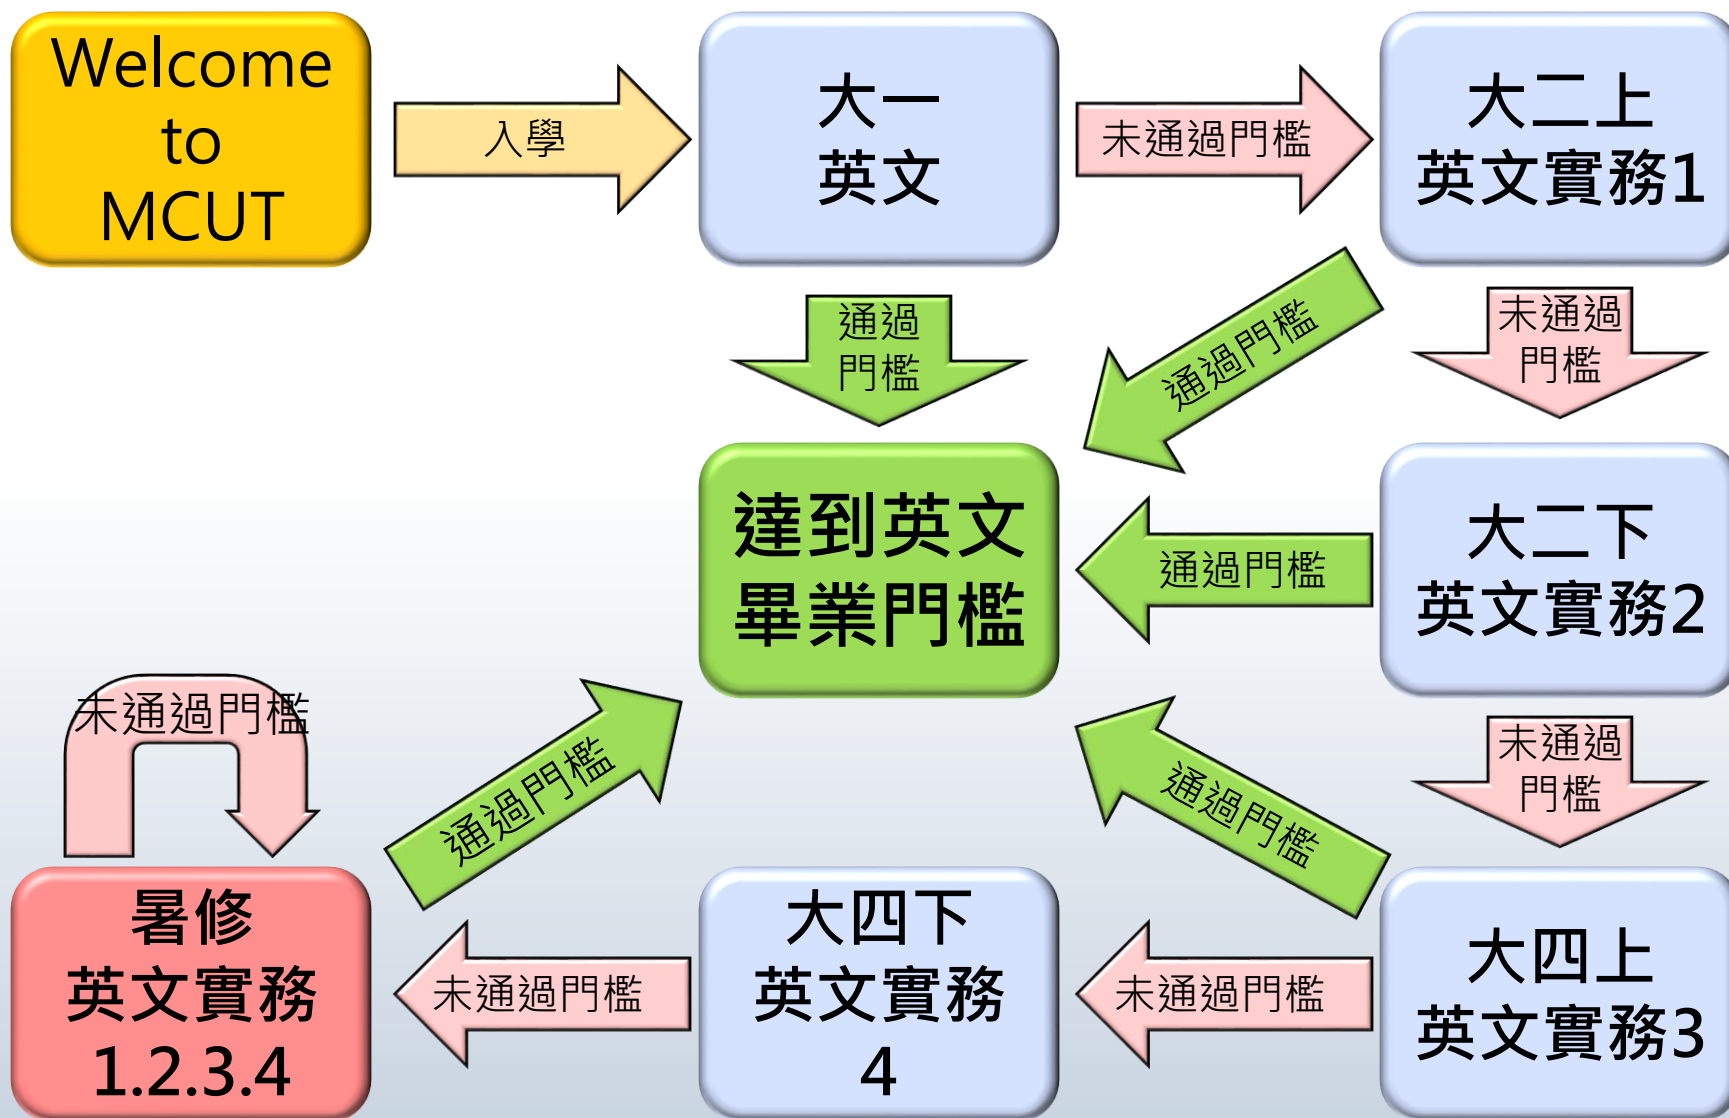 Welcome
to
MCUT
入學
大一
英文
未通過門檻
大二上
英文實務1
通過
門檻
通過門檻
未通過
門檻
達到英文
畢業門檻
通過門檻
大二下
英文實務2
未通過門檻
通過門檻
通過門檻
未通過
門檻
暑修
英文實務
1.2.3.4
未通過門檻
大四下
英文實務
4
未通過門檻
大四上
英文實務3